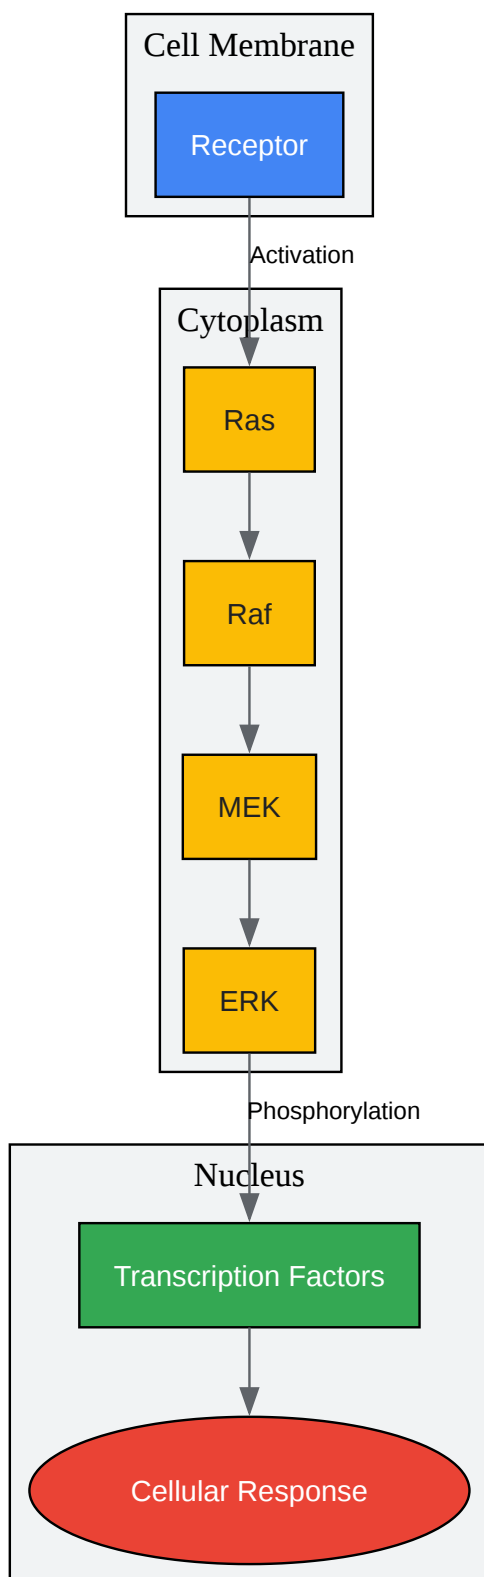 Cell Membrane
Receptor
Activation
Cytoplasm
Ras
Raf
MEK
ERK
Phosphorylation
Nucleus
Transcription Factors
Cellular Response